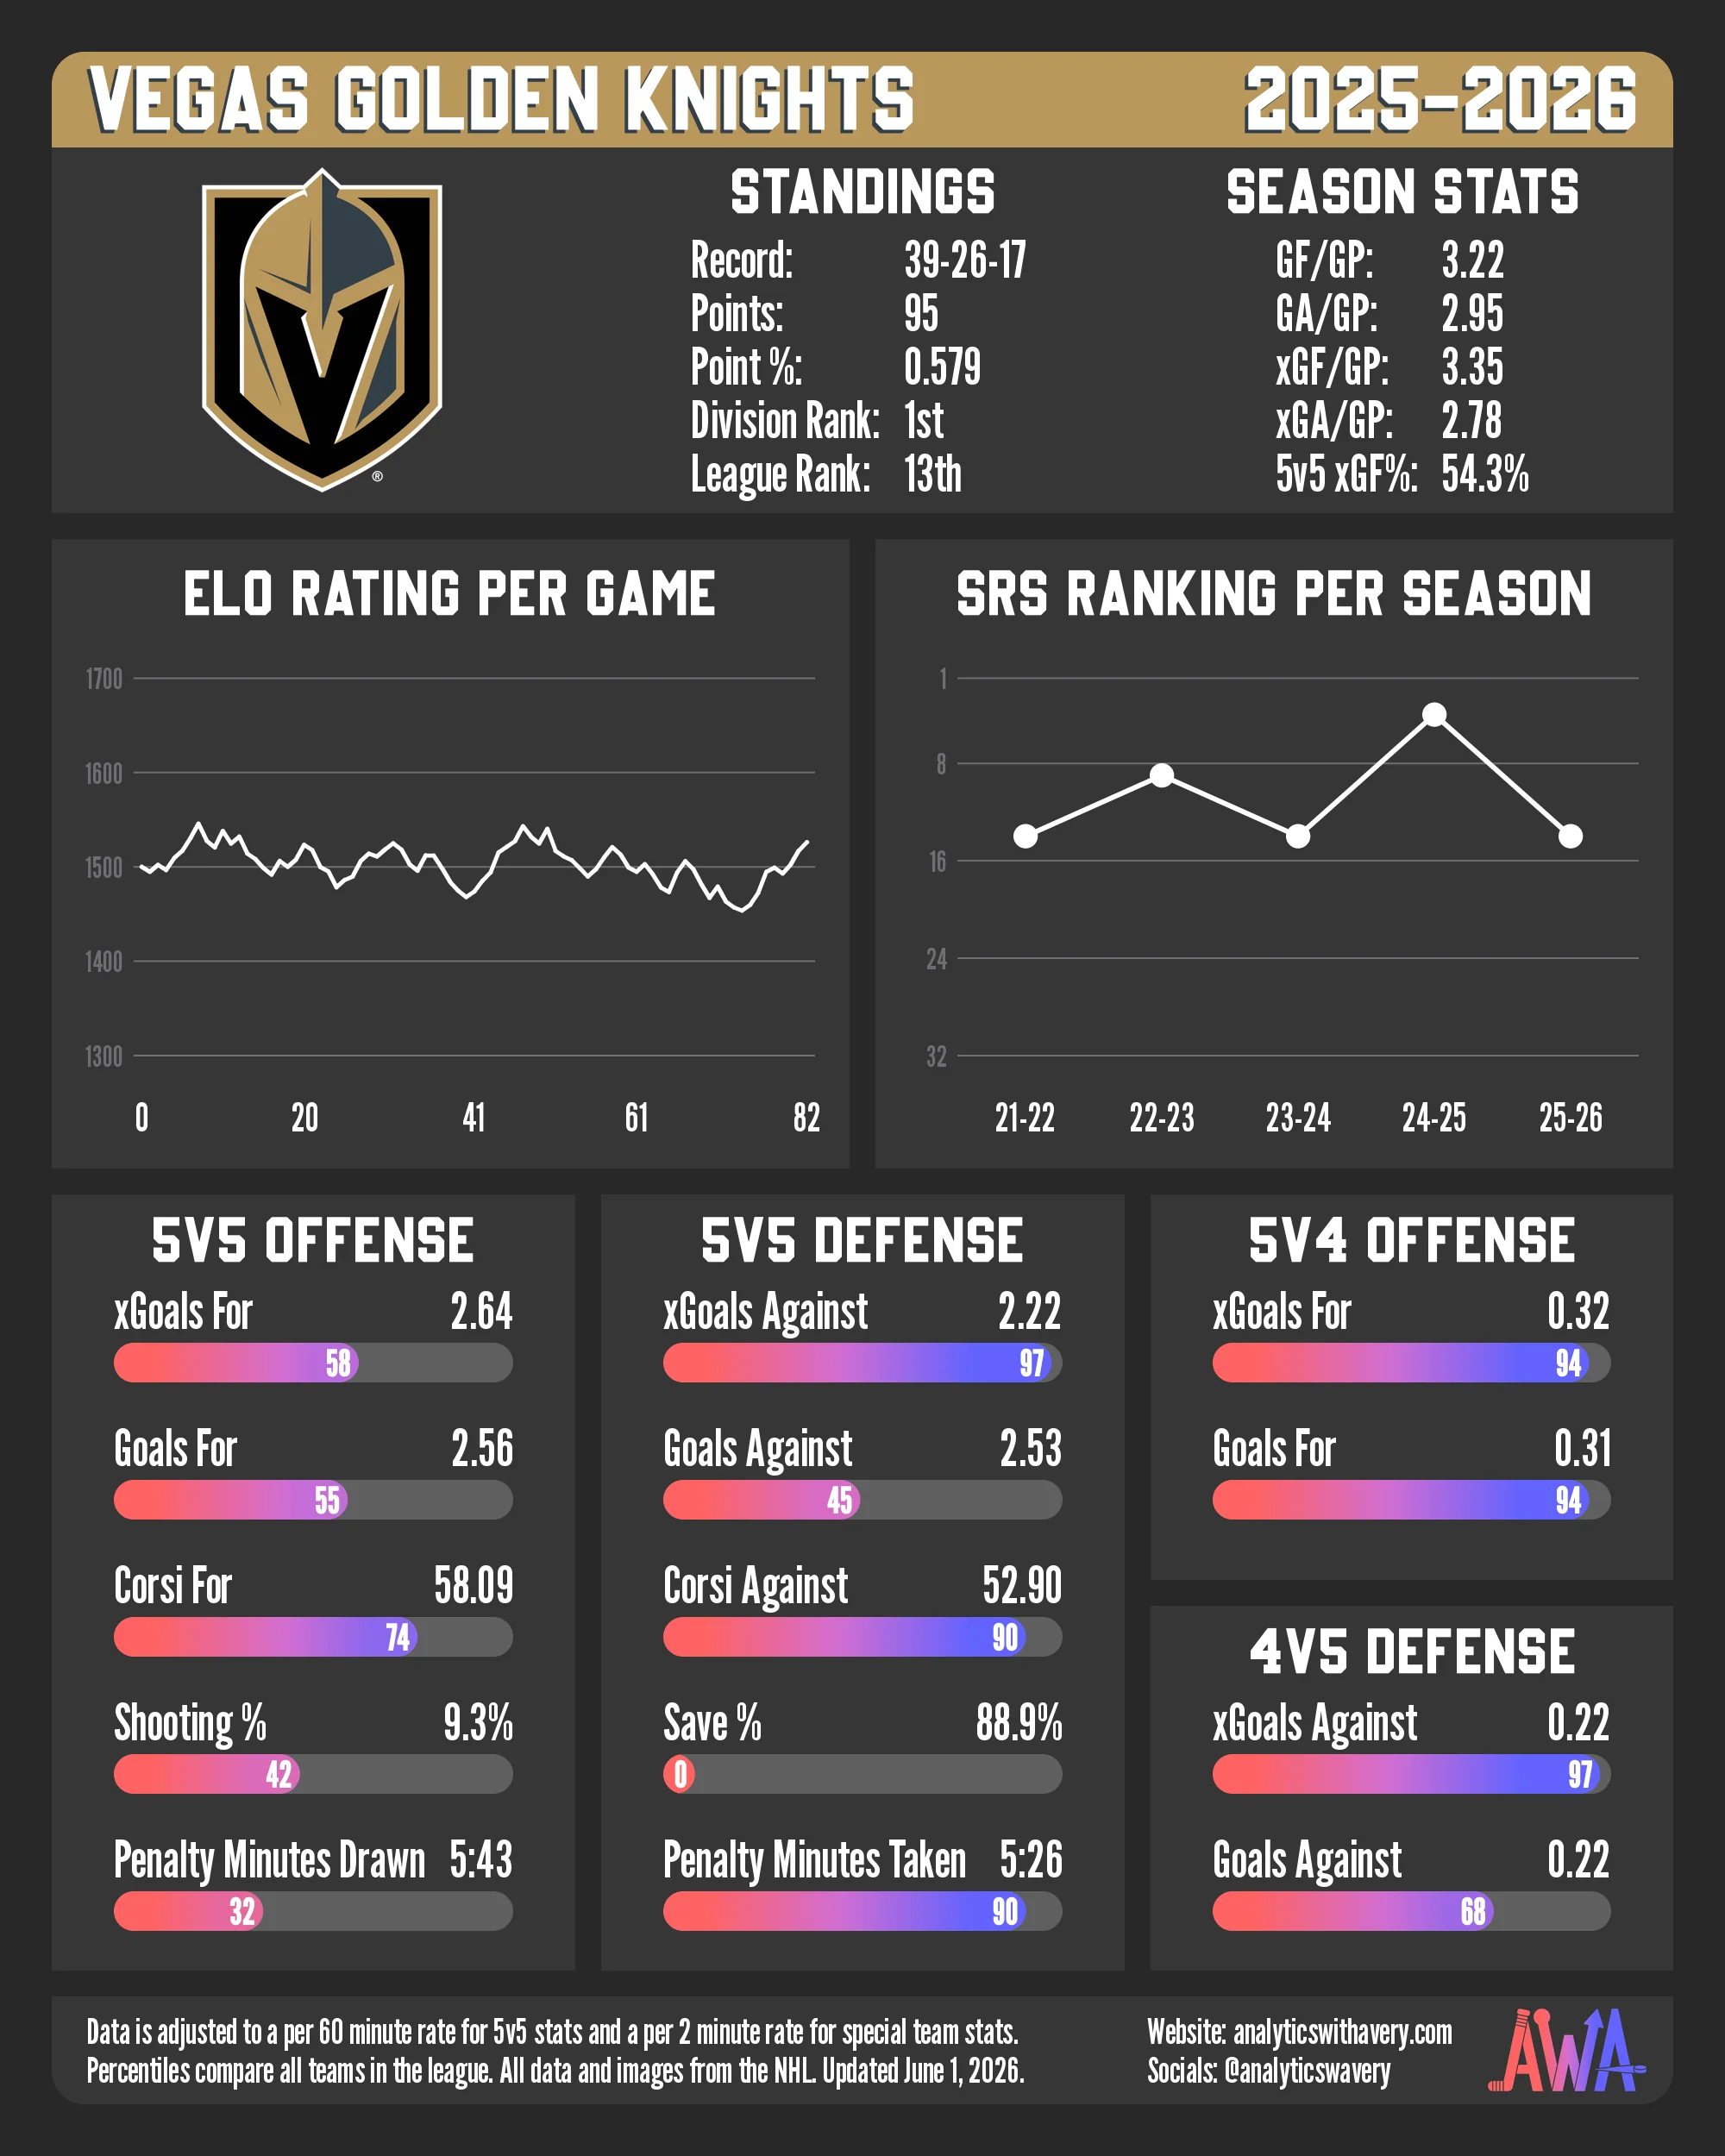 VEGAS GOLDEN KNIGHTS 2025-2026
STANDINGS
Record: 39-26-17
Points: 95
Point %: 0.579
Division Rank: 1st
League Rank: 13th
SEASON STATS
GF/GP: 3.22
GA/GP: 2.95
xGF/GP: 3.35
xGA/GP: 2.78
5v5 xGF%: 54.3%
®
ELO RATING PER GAME
1700
1600
1500
1400
1300
0 20 41 61 82
SRS RANKING PER SEASON
1
8
16
24
32
21-22 22-23 23-24 24-25 25-26
5V5 OFFENSE
xGoals For 2.64
58
Goals For 2.56
55
Corsi For 58.09
74
Shooting % 9.3%
42
Penalty Minutes Drawn 5:43
32
5V5 DEFENSE
xGoals Against 2.22
97
Goals Against 2.53
45
Corsi Against 52.90
90
Save % 88.9%
0
Penalty Minutes Taken 5:26
90
5V4 OFFENSE
xGoals For 0.32
94
Goals For 0.31
94
4V5 DEFENSE
xGoals Against 0.22
97
Goals Against 0.22
68
Data is adjusted to a per 60 minute rate for 5v5 stats and a per 2 minute rate for special team stats.
Percentiles compare all teams in the league. All data and images from the NHL. Updated June 1, 2026.
Website: analyticswithavery.com
Socials: @analyticswavery
AWA